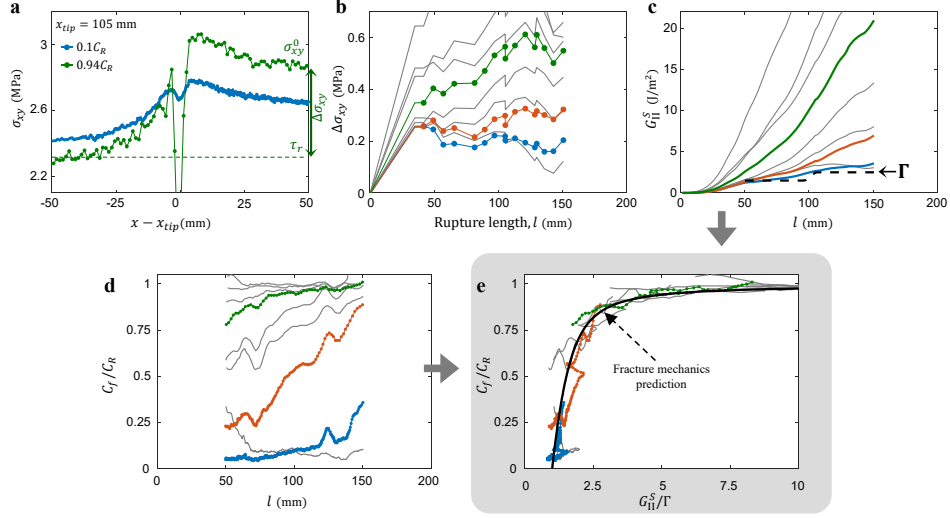 a
x_tip = 105 mm
0.1C_R
0.94C_R
σ_xy^0
Δσ_xy
τ_r
3
2.6
2.2
σ_xy (MPa)
-50
-25
0
25
50
x − x_tip (mm)
b
0.6
0.4
0.2
0
Δσ_xy (MPa)
0
50
100
150
200
Rupture length, l (mm)
c
20
15
10
5
0
G_II^S (J/m²)
Γ
0
50
100
150
200
l (mm)
d
1
0.75
0.5
0.25
0
C_f/C_R
0
50
100
150
200
l (mm)
e
1
0.75
0.5
0.25
0
C_f/C_R
Fracture mechanics
prediction
0
2.5
5
7.5
10
G_II^S/Γ